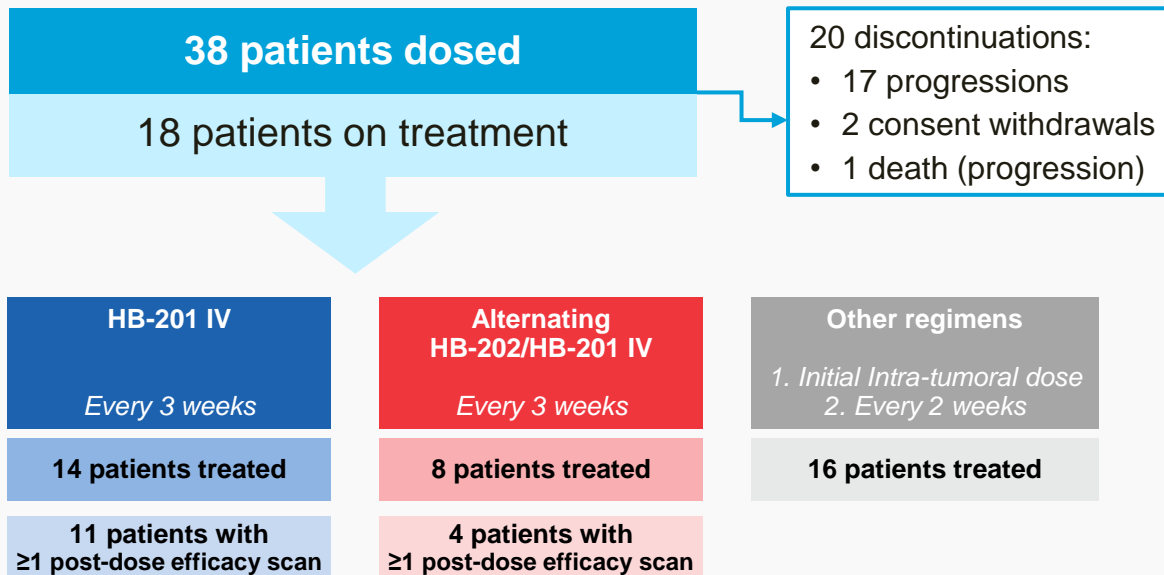 38 patients dosed
18 patients on treatment
20 discontinuations:
• 17 progressions
• 2 consent withdrawals
• 1 death (progression)
HB-201 IV
Every 3 weeks
14 patients treated
11 patients with
≥1 post-dose efficacy scan
Alternating
HB-202/HB-201 IV
Every 3 weeks
8 patients treated
4 patients with
≥1 post-dose efficacy scan
Other regimens
1. Initial Intra-tumoral dose
2. Every 2 weeks
16 patients treated